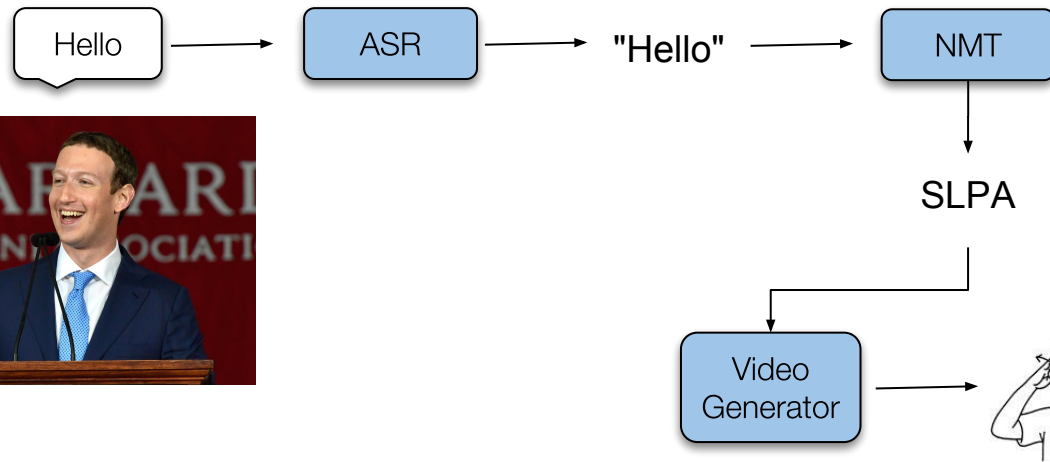 Hello
ASR
"Hello"
NMT
SLPA
Video
Generator